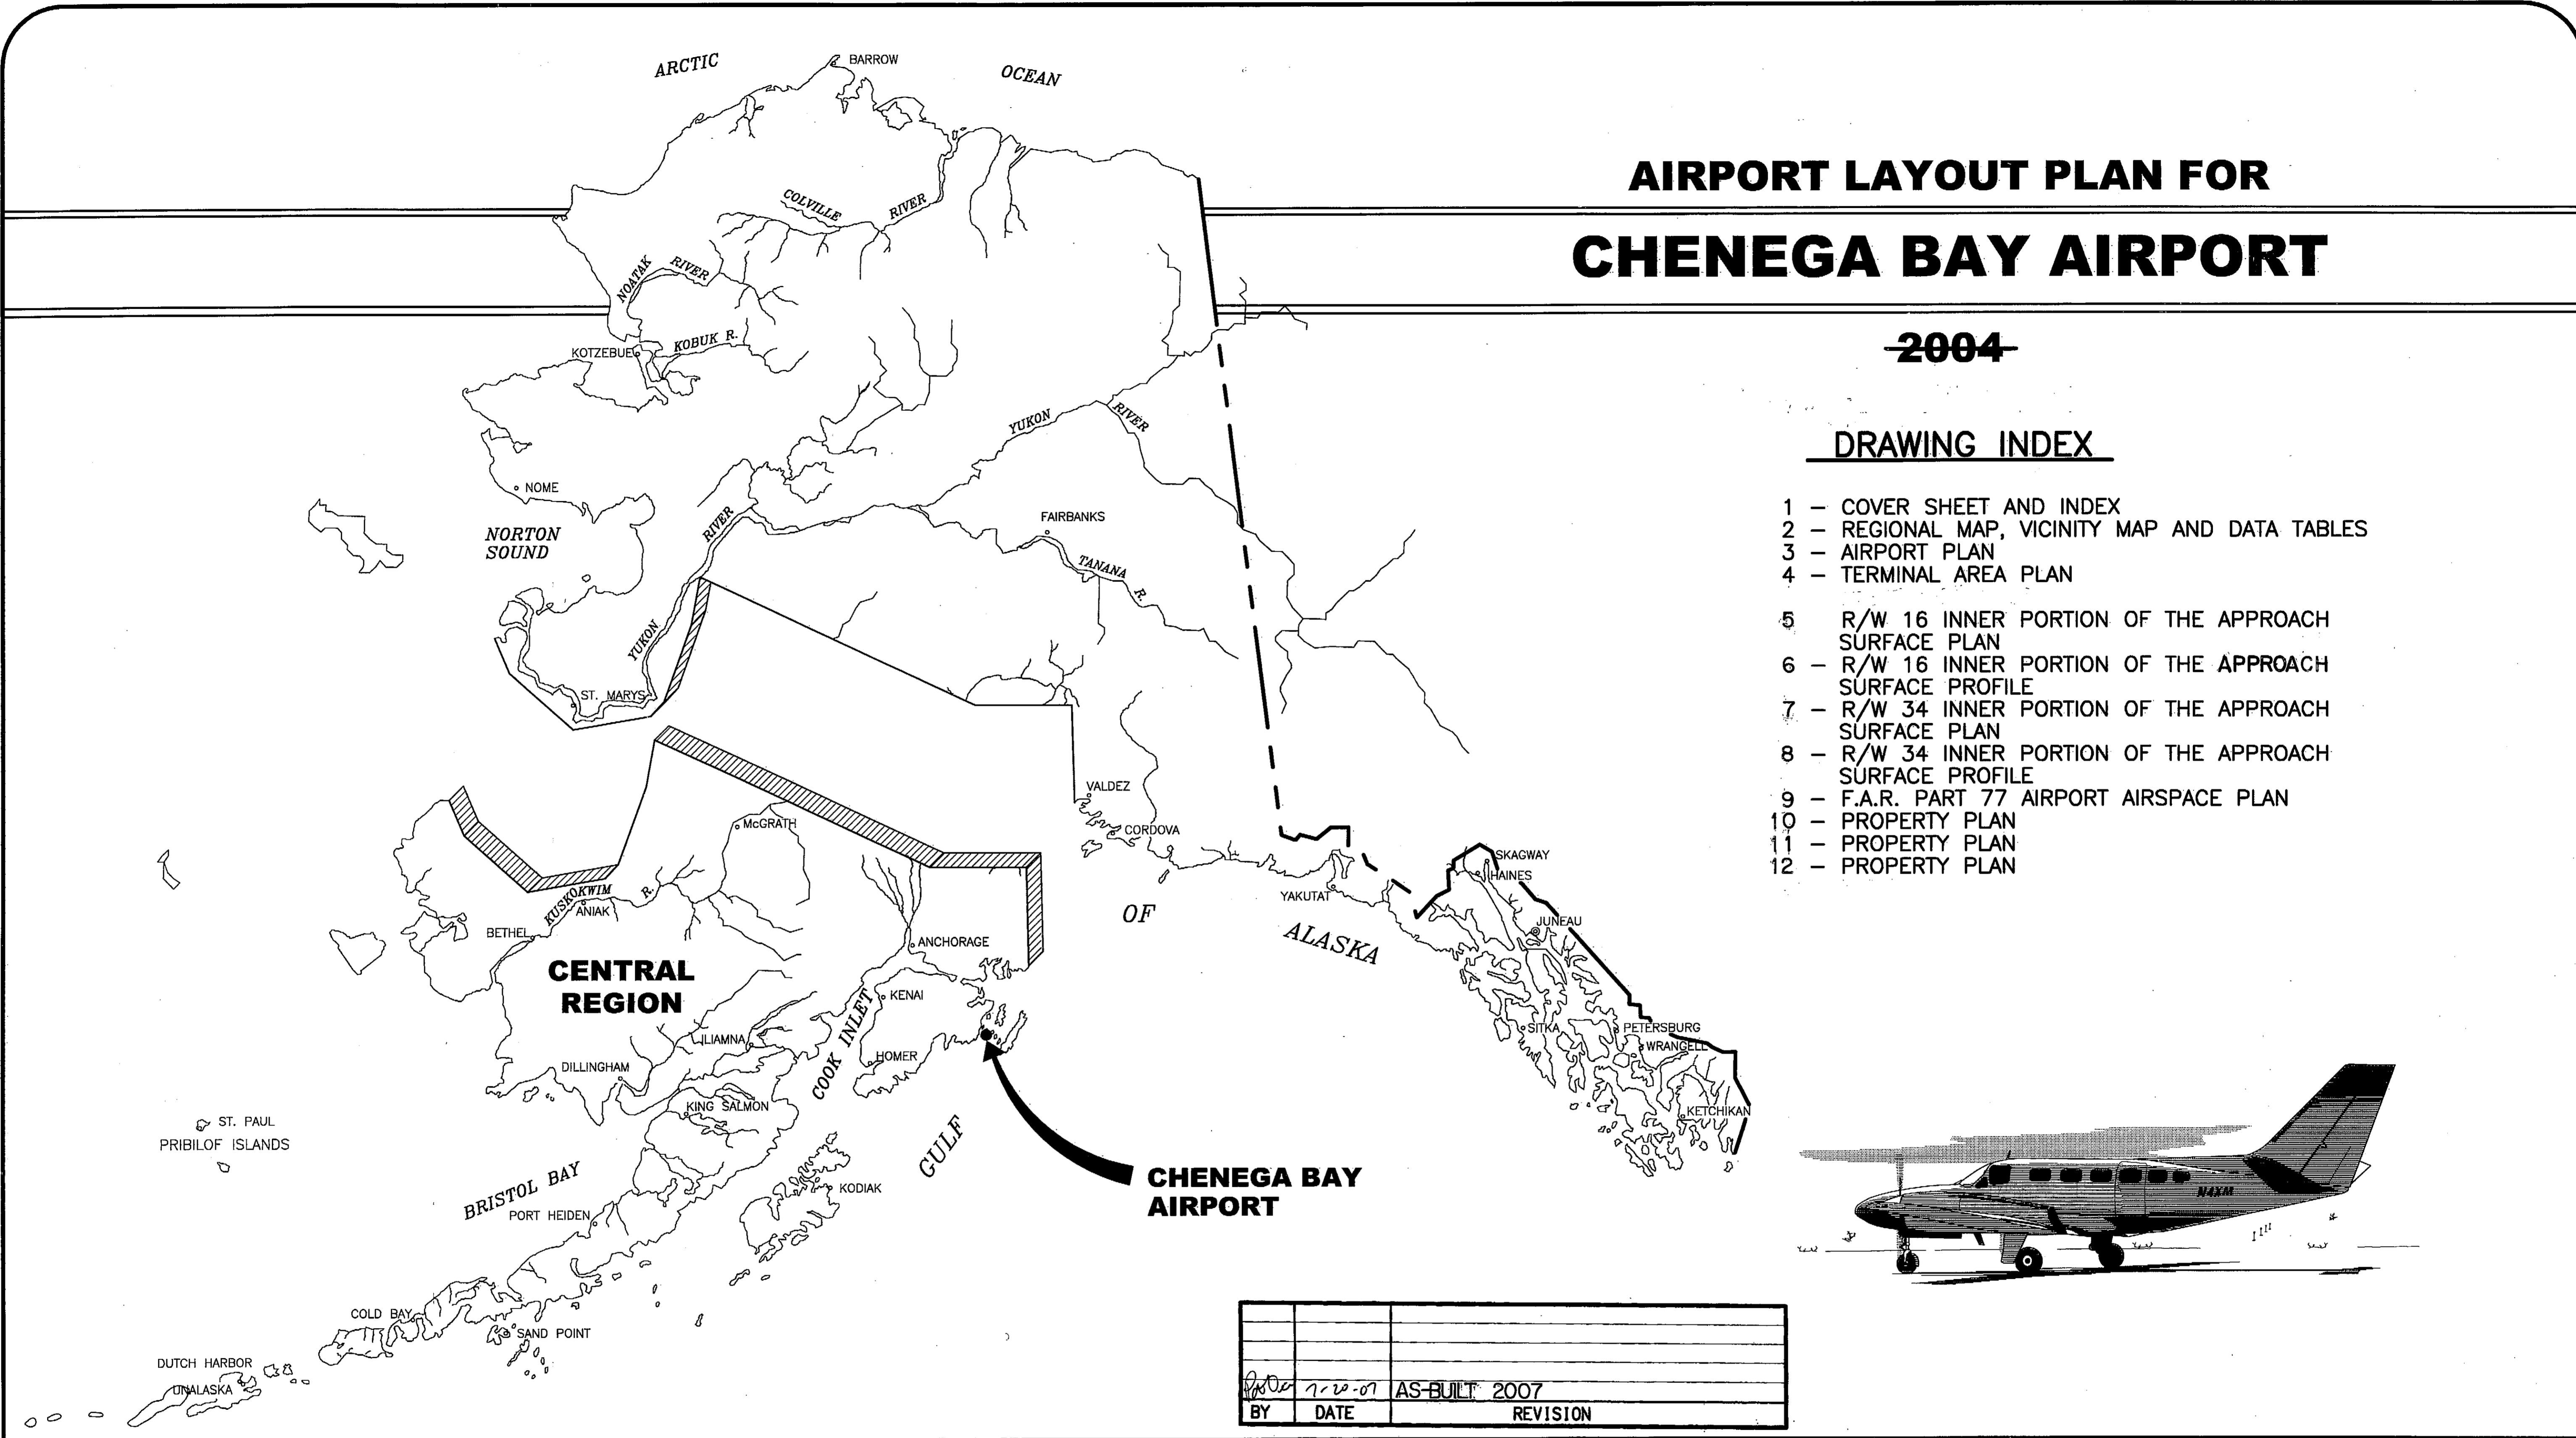 ARCTIC
OCEAN
BARROW
COLVILLE RIVER
NOATAK RIVER
KOTZEBUE
KOBUK R.
YUKON RIVER
NOME
NORTON
SOUND
RIVER
FAIRBANKS
TANANA R.
YUKON
ST. MARYS
VALDEZ
CORDOVA
McGRATH
KUSKOKWIM R.
ANIAK
BETHEL
ANCHORAGE
CENTRAL
REGION
KENAI
COOK INLET
ILIAMNA
HOMER
DILLINGHAM
KING SALMON
ST. PAUL
PRIBILOF ISLANDS
BRISTOL BAY
PORT HEIDEN
KODIAK
COLD BAY
SAND POINT
DUTCH HARBOR
UNALASKA
GULF
OF
ALASKA
YAKUTAT
SKAGWAY
HAINES
JUNEAU
SITKA
PETERSBURG
WRANGELL
KETCHIKAN
CHENEGA BAY
AIRPORT
AIRPORT LAYOUT PLAN FOR
CHENEGA BAY AIRPORT
2004
DRAWING INDEX
1 – COVER SHEET AND INDEX
2 – REGIONAL MAP, VICINITY MAP AND DATA TABLES
3 – AIRPORT PLAN
4 – TERMINAL AREA PLAN
5 R/W 16 INNER PORTION OF THE APPROACH
SURFACE PLAN
6 – R/W 16 INNER PORTION OF THE APPROACH
SURFACE PROFILE
7 – R/W 34 INNER PORTION OF THE APPROACH
SURFACE PLAN
8 – R/W 34 INNER PORTION OF THE APPROACH
SURFACE PROFILE
9 – F.A.R. PART 77 AIRPORT AIRSPACE PLAN
10 – PROPERTY PLAN
11 – PROPERTY PLAN
12 – PROPERTY PLAN
N4XM
7-20-07 AS-BUILT 2007
BY DATE REVISION